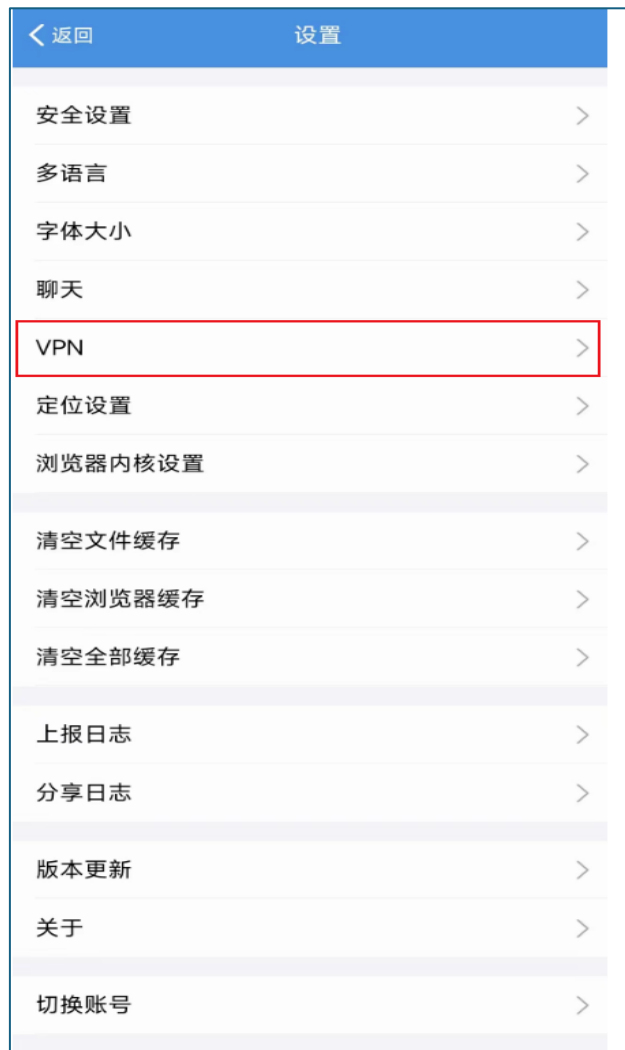 返回 设置
安全设置
多语言
字体大小
聊天
VPN
定位设置
浏览器内核设置
清空文件缓存
清空浏览器缓存
清空全部缓存
上报日志
分享日志
版本更新
关于
切换账号